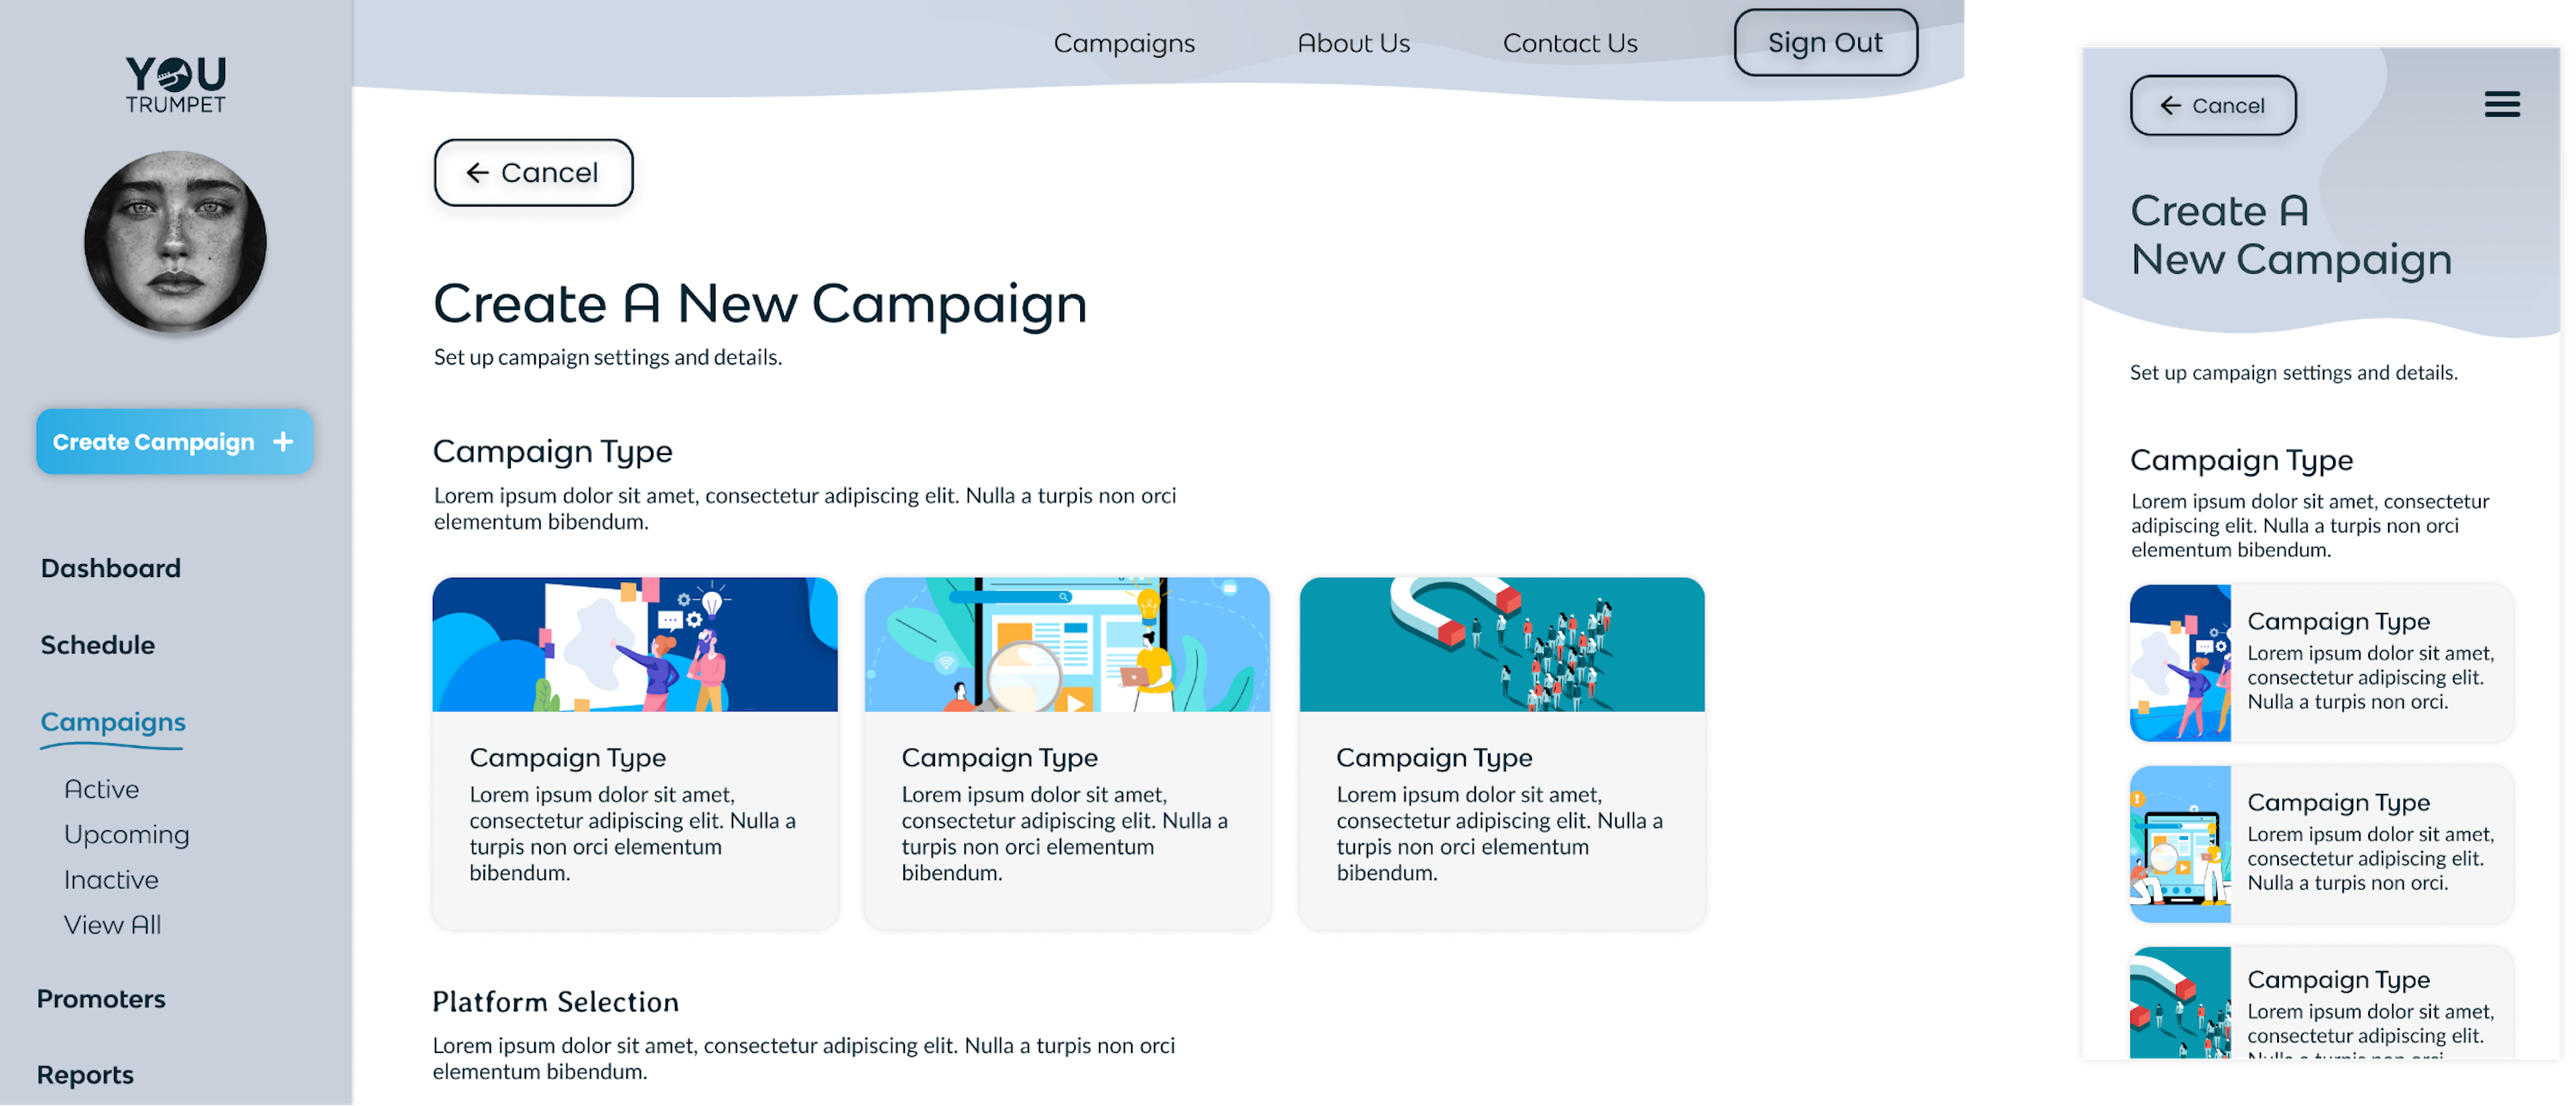 YOU
TRUMPET
Create Campaign +
Dashboard
Schedule
Campaigns
Active
Upcoming
Inactive
View All
Promoters
Reports
Campaigns
About Us
Contact Us
Sign Out
← Cancel
Create A New Campaign
Set up campaign settings and details.
Campaign Type
Lorem ipsum dolor sit amet, consectetur adipiscing elit. Nulla a turpis non orci
elementum bibendum.
Campaign Type
Lorem ipsum dolor sit amet,
consectetur adipiscing elit. Nulla a
turpis non orci elementum
bibendum.
Campaign Type
Lorem ipsum dolor sit amet,
consectetur adipiscing elit. Nulla a
turpis non orci elementum
bibendum.
Campaign Type
Lorem ipsum dolor sit amet,
consectetur adipiscing elit. Nulla a
turpis non orci elementum
bibendum.
Platform Selection
Lorem ipsum dolor sit amet, consectetur adipiscing elit. Nulla a turpis non orci
elementum bibendum.
← Cancel
Create A
New Campaign
Set up campaign settings and details.
Campaign Type
Lorem ipsum dolor sit amet, consectetur
adipiscing elit. Nulla a turpis non orci
elementum bibendum.
Campaign Type
Lorem ipsum dolor sit amet,
consectetur adipiscing elit.
Nulla a turpis non orci.
Campaign Type
Lorem ipsum dolor sit amet,
consectetur adipiscing elit.
Nulla a turpis non orci.
Campaign Type
Lorem ipsum dolor sit amet,
consectetur adipiscing elit.